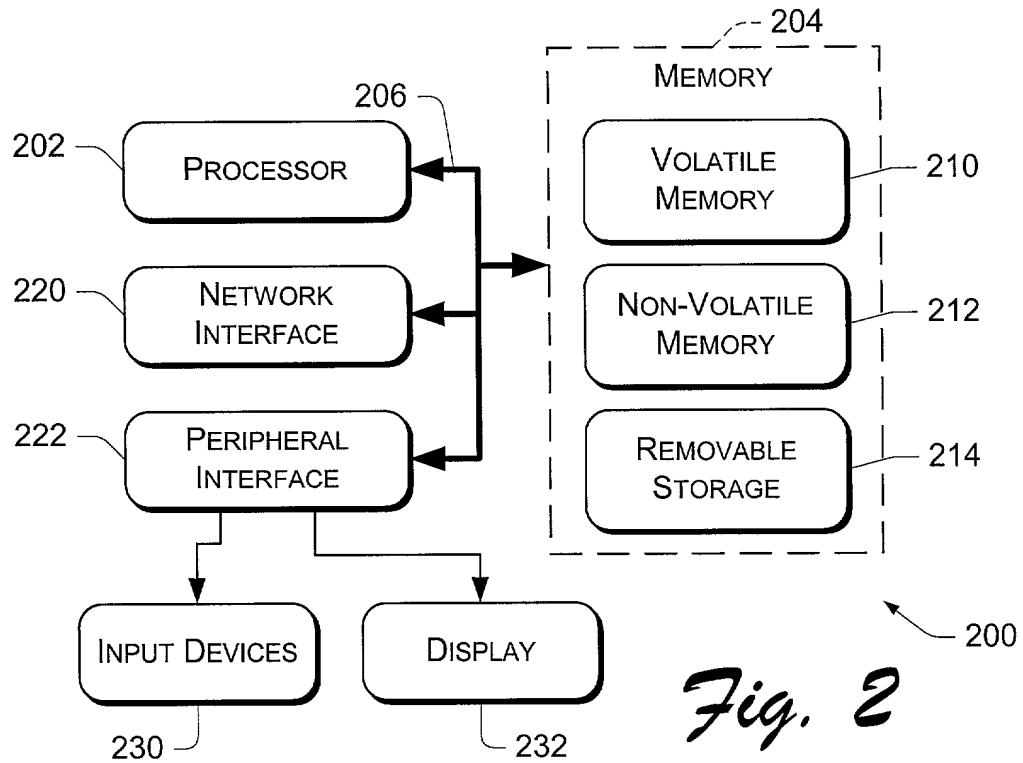 204
MEMORY
206
202
PROCESSOR
VOLATILE
MEMORY
210
220
NETWORK
INTERFACE
NON-VOLATILE
MEMORY
212
222
PERIPHERAL
INTERFACE
REMOVABLE
STORAGE
214
INPUT DEVICES
DISPLAY
200
230
232
Fig. 2